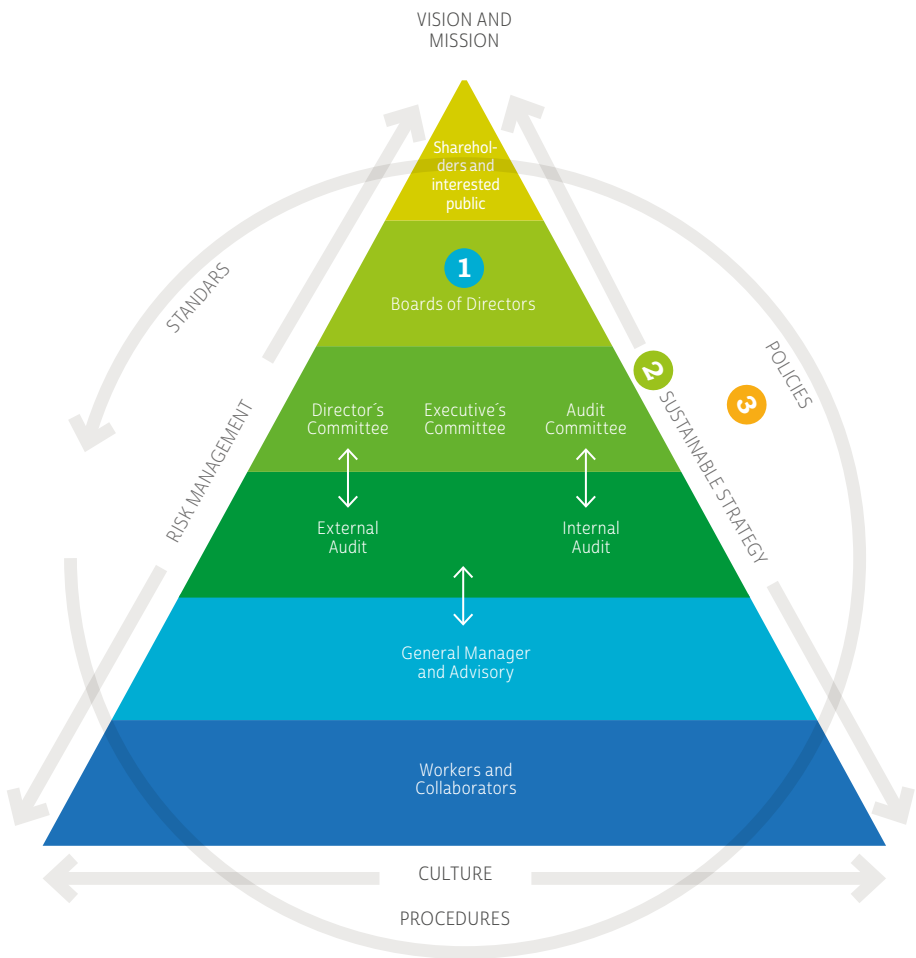 VISION AND
MISSION
Sharehol-
ders and
interested
public
1
Boards of Directors
STANDARS
POLICIES
2
3
Director´s
Committee
Executive´s
Committee
Audit
Committee
RISK MANAGEMENT
SUSTAINABLE STRATEGY
External
Audit
Internal
Audit
General Manager
and Advisory
Workers and
Collaborators
CULTURE
PROCEDURES